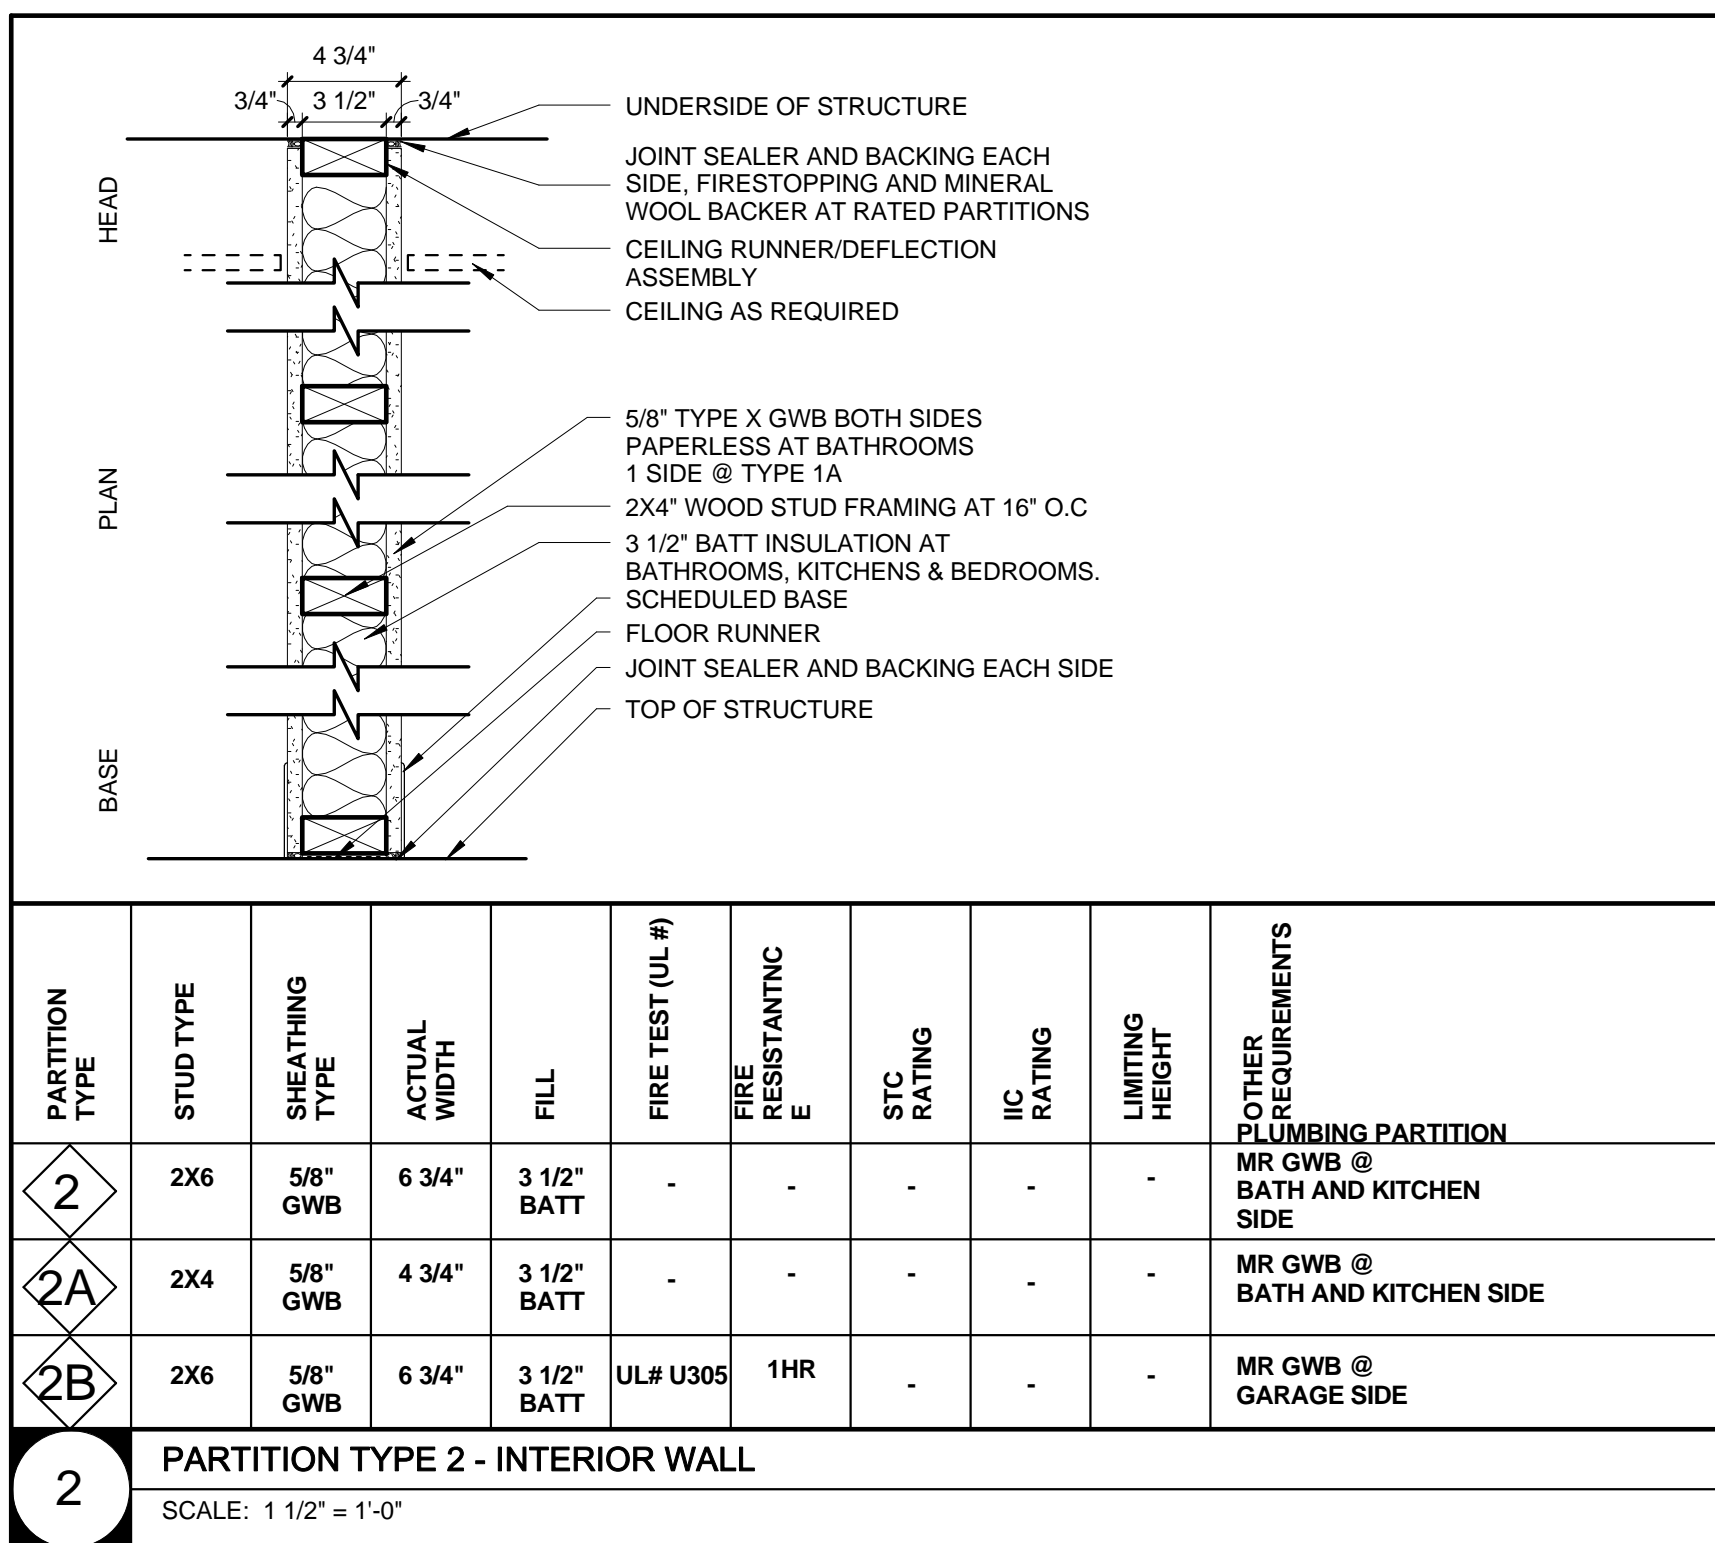 4 3/4"
3/4" 3 1/2" 3/4"
UNDERSIDE OF STRUCTURE
JOINT SEALER AND BACKING EACH
SIDE, FIRESTOPPING AND MINERAL
WOOL BACKER AT RATED PARTITIONS
HEAD
CEILING RUNNER/DEFLECTION
ASSEMBLY
CEILING AS REQUIRED
5/8" TYPE X GWB BOTH SIDES
PAPERLESS AT BATHROOMS
1 SIDE @ TYPE 1A
PLAN
2X4" WOOD STUD FRAMING AT 16" O.C
3 1/2" BATT INSULATION AT
BATHROOMS, KITCHENS & BEDROOMS.
SCHEDULED BASE
FLOOR RUNNER
JOINT SEALER AND BACKING EACH SIDE
TOP OF STRUCTURE
BASE
PARTITION
TYPE
STUD TYPE
SHEATHING
TYPE
ACTUAL
WIDTH
FILL
FIRE TEST (UL #)
FIRE
RESISTANTNC
E
STC
RATING
IIC
RATING
LIMITING
HEIGHT
OTHER
REQUIREMENTS
PLUMBING PARTITION
2 2X6 5/8" 6 3/4" 3 1/2" - - - - - MR GWB @
GWB BATT BATH AND KITCHEN
SIDE
2A 2X4 5/8" 4 3/4" 3 1/2" - - - - - MR GWB @
GWB BATT BATH AND KITCHEN SIDE
2B 2X6 5/8" 6 3/4" 3 1/2" UL# U305 1HR - - - MR GWB @
GWB BATT GARAGE SIDE
2
PARTITION TYPE 2 - INTERIOR WALL
SCALE: 1 1/2" = 1'-0"